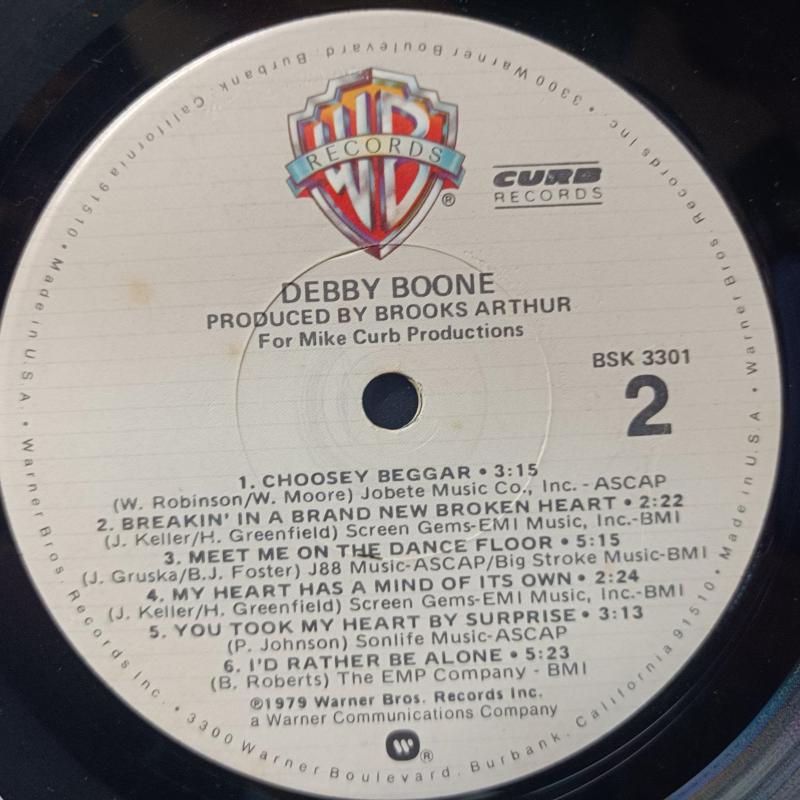 WB
RECORDS
®
CURB
RECORDS
DEBBY BOONE
PRODUCED BY BROOKS ARTHUR
For Mike Curb Productions
BSK 3301
2
1. CHOOSEY BEGGAR • 3:15
(W. Robinson/W. Moore) Jobete Music Co., Inc. - ASCAP
2. BREAKIN' IN A BRAND NEW BROKEN HEART • 2:22
(J. Keller/H. Greenfield) Screen Gems-EMI Music, Inc.-BMI
3. MEET ME ON THE DANCE FLOOR • 5:15
(J. Gruska/B.J. Foster) J88 Music-ASCAP/Big Stroke Music-BMI
4. MY HEART HAS A MIND OF ITS OWN • 2:24
(J. Keller/H. Greenfield) Screen Gems-EMI Music, Inc.-BMI
5. YOU TOOK MY HEART BY SURPRISE • 3:13
(P. Johnson) Sonlife Music-ASCAP
6. I'D RATHER BE ALONE • 5:23
(B. Roberts) The EMP Company - BMI
℗1979 Warner Bros. Records Inc.
a Warner Communications Company
W ®
Warner Bros. Records Inc. • 3300 Warner Boulevard, Burbank, California 91510 • Made in U.S.A. • Warner Bros. Records Inc. • 3300 Warner Boulevard, Burbank, California 91510 • Made in U.S.A. •